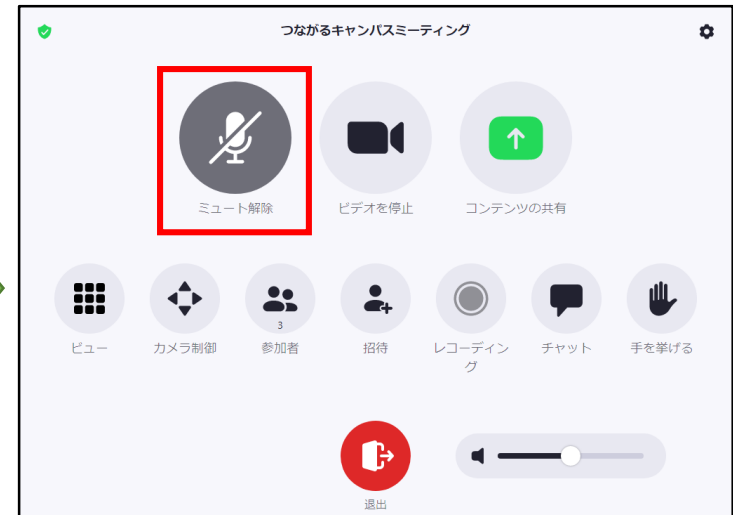 つながるキャンパスミーティング
ミュート解除
ビデオを停止
コンテンツの共有
3
ビュー
カメラ制御
参加者
招待
レコーディン
グ
チャット
手を挙げる
退出